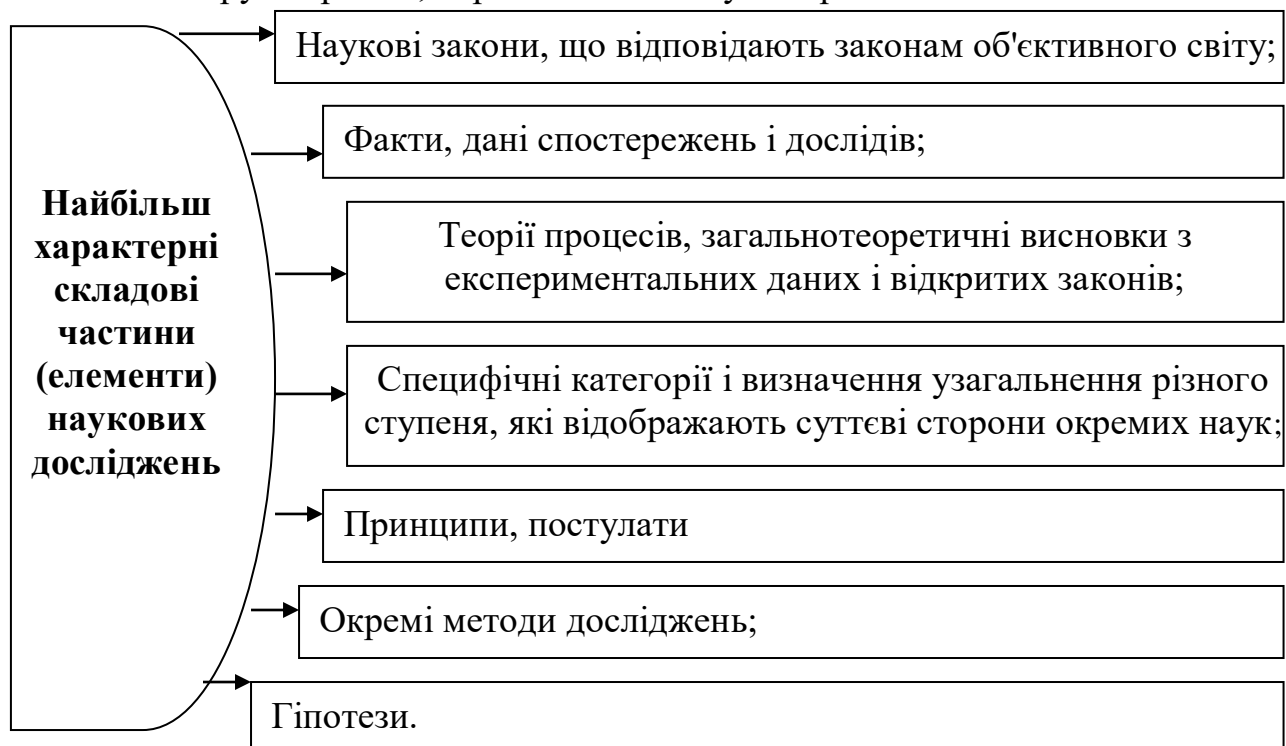 Наукові закони, що відповідають законам об'єктивного світу;
Факти, дані спостережень і дослідів;
Найбільш
характерні
складові
частини
(елементи)
наукових
досліджень
Теорії процесів, загальнотеоретичні висновки з
експериментальних даних і відкритих законів;
Специфічні категорії і визначення узагальнення різного
ступеня, які відображають суттєві сторони окремих наук;
Принципи, постулати
Окремі методи досліджень;
Гіпотези.